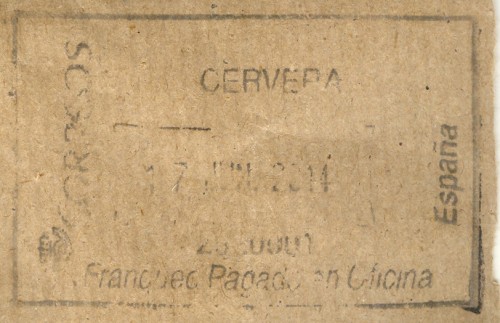 CORREOS
CERVERA
17 JUN. 2014
España
Franqueo Pagado en Oficina